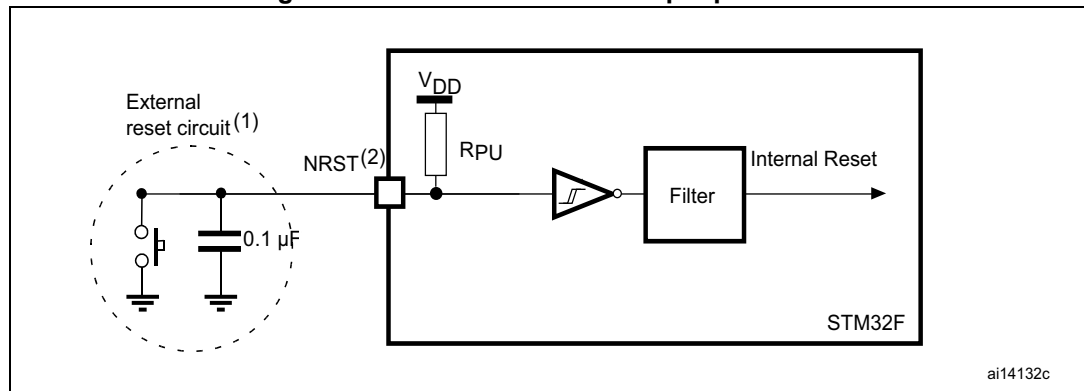 External
reset circuit(1)
NRST(2)
VDD
RPU
0.1 µF
Filter
Internal Reset
STM32F
ai14132c